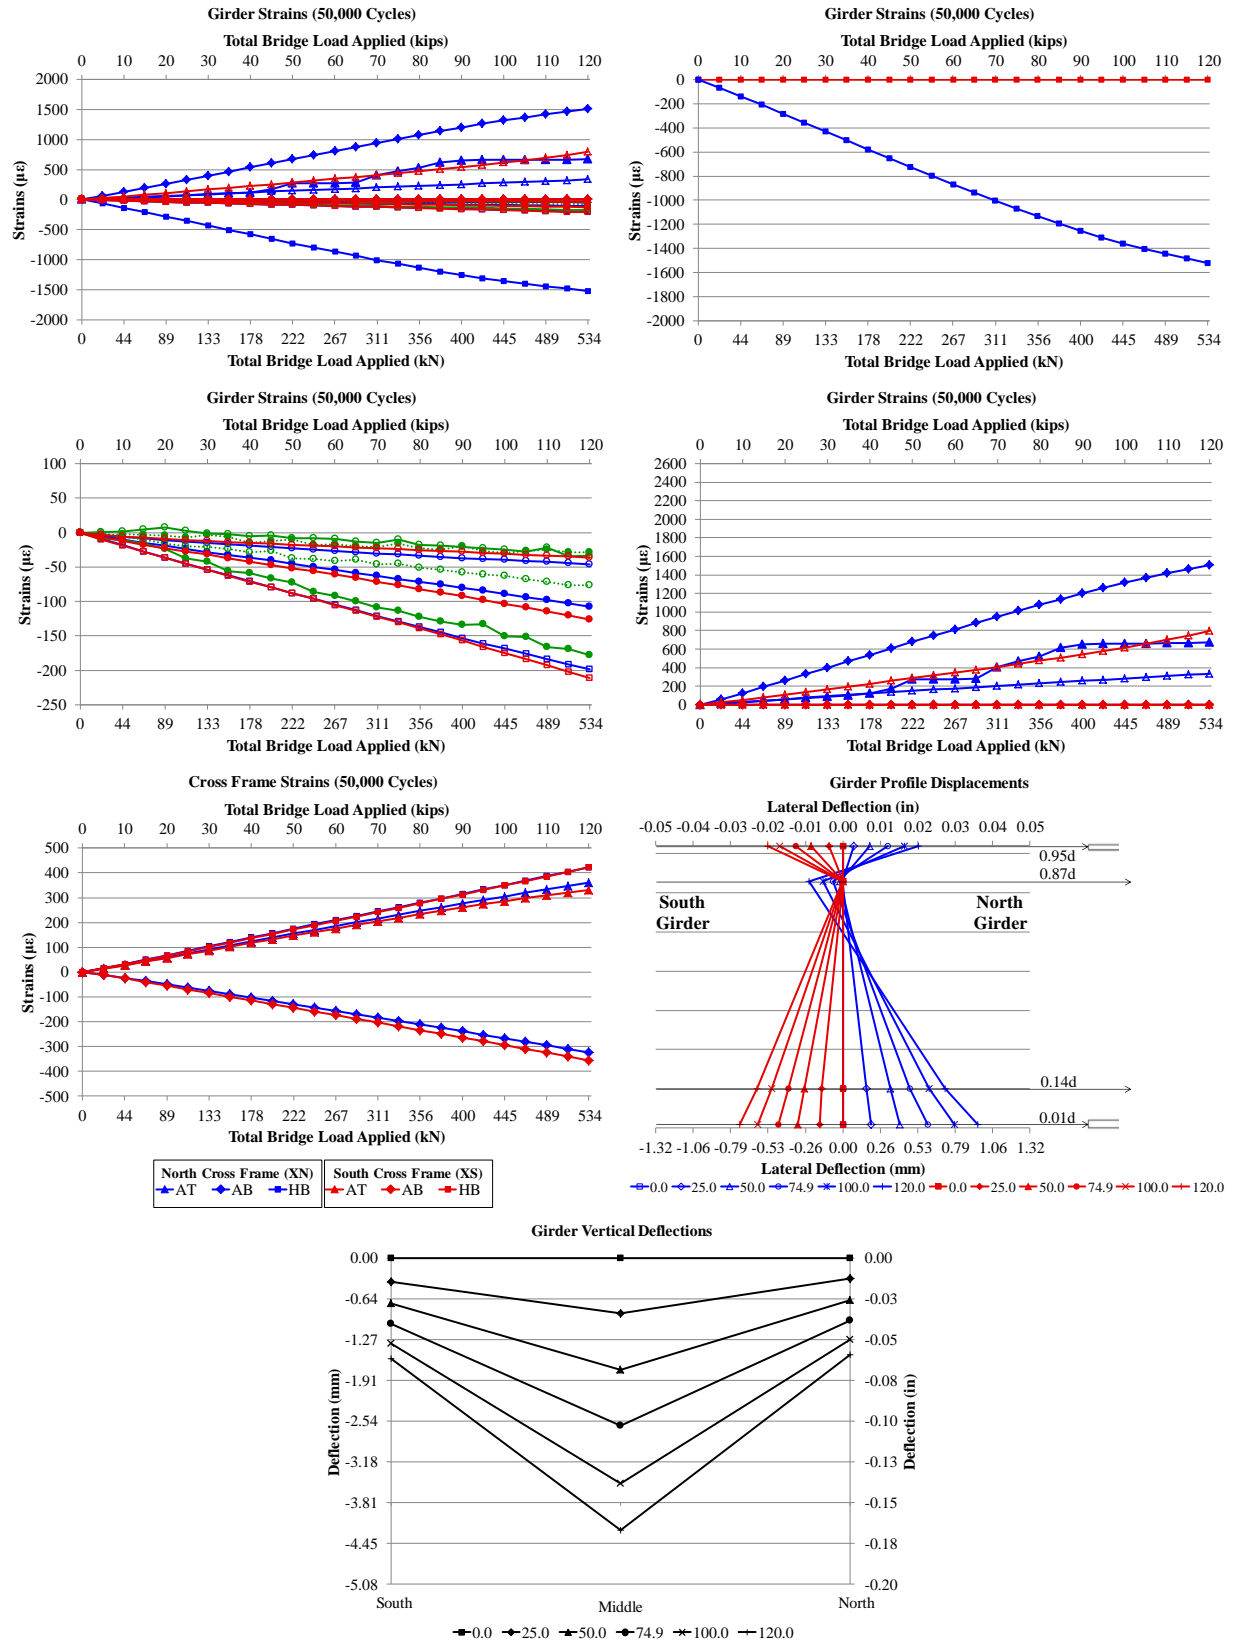 Girder Strains (50,000 Cycles)
Total Bridge Load Applied (kips)
0 10 20 30 40 50 60 70 80 90 100 110 120
2000
1500
1000
500
0
-500
-1000
-1500
-2000
Strains (µε)
0 44 89 133 178 222 267 311 356 400 445 489 534
Total Bridge Load Applied (kN)
Girder Strains (50,000 Cycles)
Total Bridge Load Applied (kips)
0 10 20 30 40 50 60 70 80 90 100 110 120
0
-200
-400
-600
-800
-1000
-1200
-1400
-1600
-1800
-2000
Strains (µε)
0 44 89 133 178 222 267 311 356 400 445 489 534
Total Bridge Load Applied (kN)
Girder Strains (50,000 Cycles)
Total Bridge Load Applied (kips)
0 10 20 30 40 50 60 70 80 90 100 110 120
100
50
0
-50
-100
-150
-200
-250
Strains (µε)
0 44 89 133 178 222 267 311 356 400 445 489 534
Total Bridge Load Applied (kN)
Girder Strains (50,000 Cycles)
Total Bridge Load Applied (kips)
0 10 20 30 40 50 60 70 80 90 100 110 120
2600
2400
2200
2000
1800
1600
1400
1200
1000
800
600
400
200
0
Strains (µε)
0 44 89 133 178 222 267 311 356 400 445 489 534
Total Bridge Load Applied (kN)
Cross Frame Strains (50,000 Cycles)
Total Bridge Load Applied (kips)
0 10 20 30 40 50 60 70 80 90 100 110 120
500
400
300
200
100
0
-100
-200
-300
-400
-500
Strains (µε)
0 44 89 133 178 222 267 311 356 400 445 489 534
Total Bridge Load Applied (kN)
North Cross Frame (XN) South Cross Frame (XS)
AT AB HB AT AB HB
Girder Profile Displacements
Lateral Deflection (in)
-0.05 -0.04 -0.03 -0.02 -0.01 0.00 0.01 0.02 0.03 0.04 0.05
0.95d
0.87d
South
Girder
North
Girder
0.14d
0.01d
-1.32 -1.06 -0.79 -0.53 -0.26 0.00 0.26 0.53 0.79 1.06 1.32
Lateral Deflection (mm)
0.0 25.0 50.0 74.9 100.0 120.0 0.0 25.0 50.0 74.9 100.0 120.0
Girder Vertical Deflections
0.00 0.00
-0.64 -0.03
-1.27 -0.05
-1.91 -0.08
-2.54 -0.10
-3.18 -0.13
-3.81 -0.15
-4.45 -0.18
-5.08 -0.20
Deflection (mm)
Deflection (in)
South Middle North
0.0 25.0 50.0 74.9 100.0 120.0